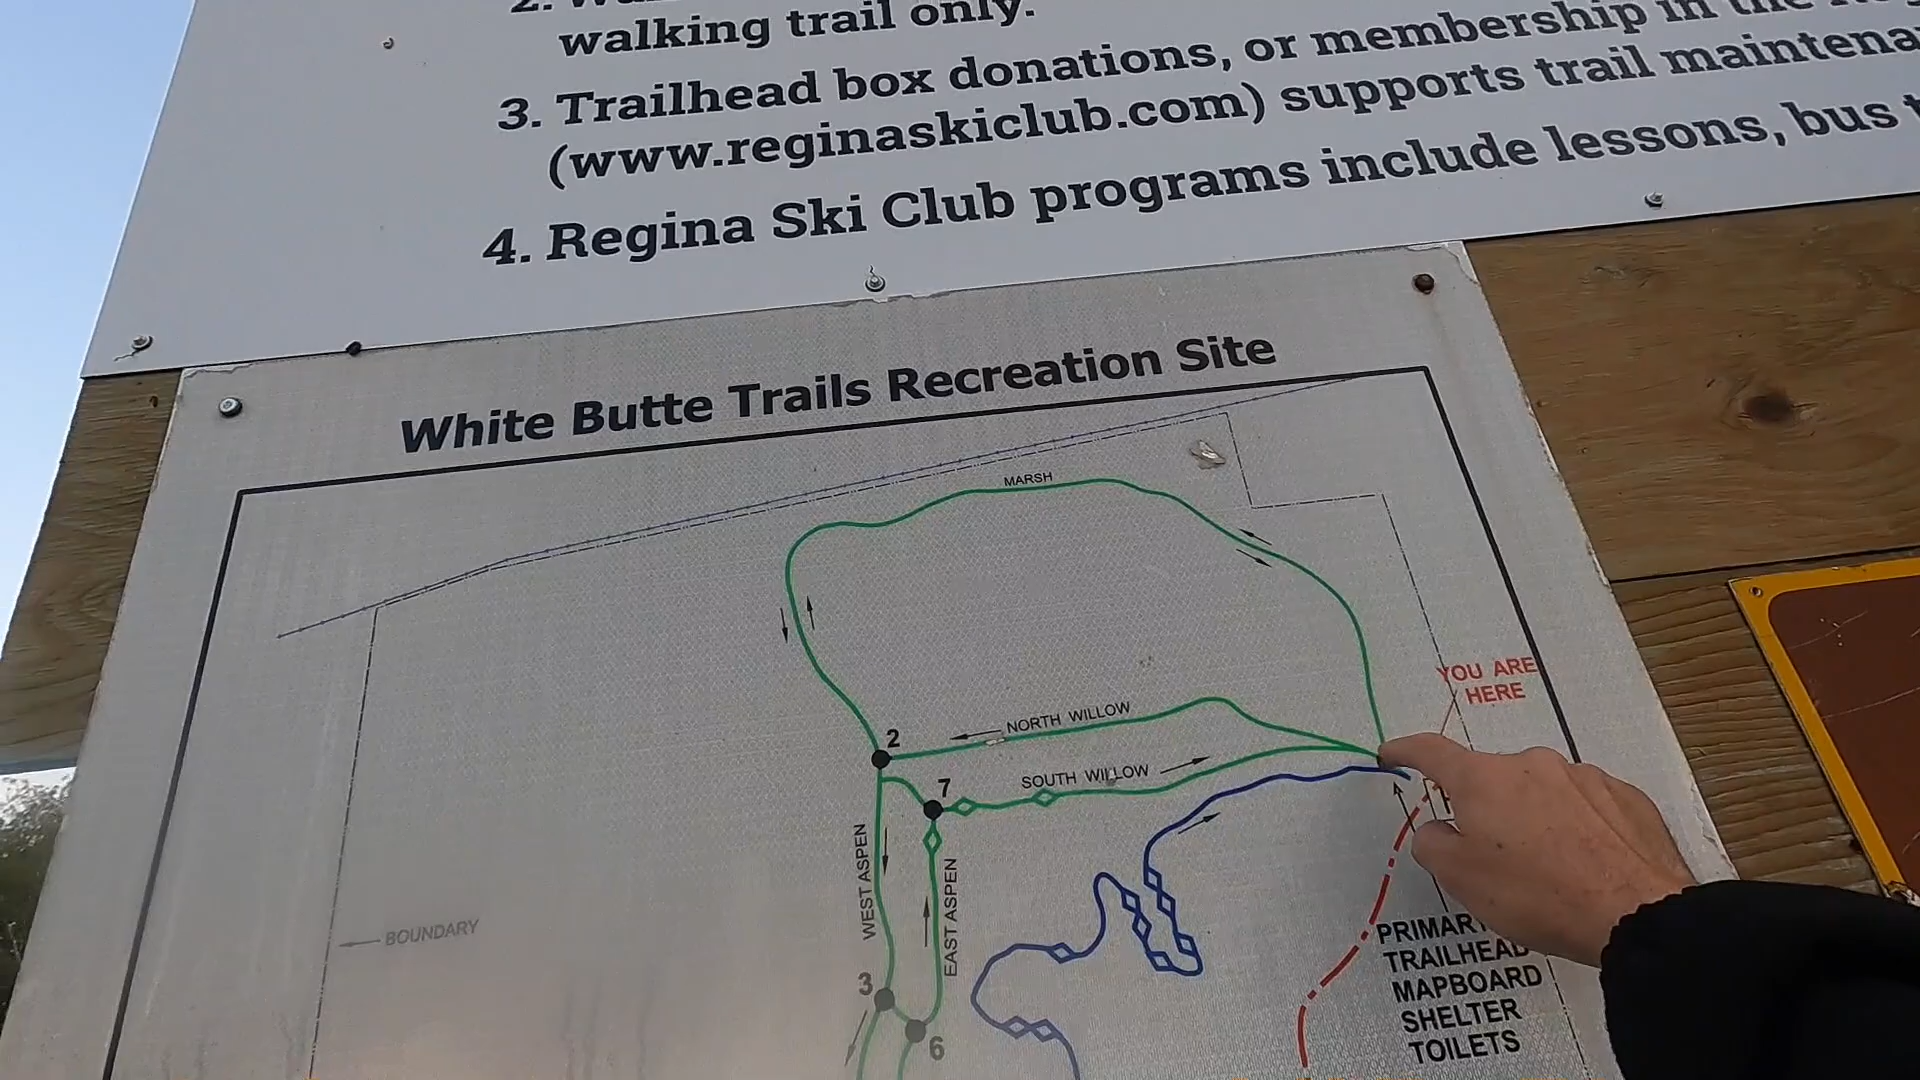 2.
walking trail only.
3. Trailhead box donations, or membership in the
(www.reginaskiclub.com) supports trail
4. Regina Ski Club programs include lessons, bus
White Butte Trails Recreation Site
MARSH
YOU ARE
HERE
NORTH WILLOW
2
SOUTH WILLOW
7
WEST ASPEN
EAST ASPEN
BOUNDARY
3
6
TRAILHEAD
MAPBOARD
SHELTER
TOILETS